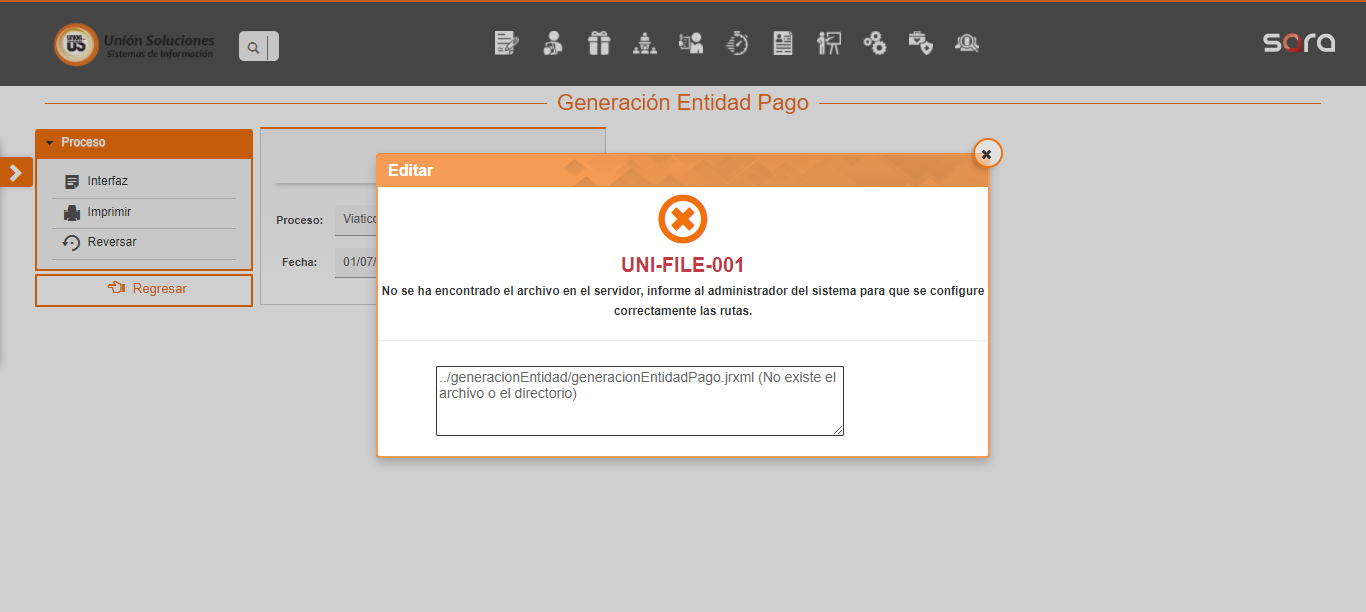 Unión Soluciones
Sistemas de Información
sara
Generación Entidad Pago
Proceso
Interfaz
Imprimir
Reversar
Regresar
Proceso:
Fecha: 01/07/
Editar
UNI-FILE-001
No se ha encontrado el archivo en el servidor, informe al administrador del sistema para que se configure
correctamente las rutas.
../generacionEntidad/generacionEntidadPago.jrxml (No existe el
archivo o el directorio)